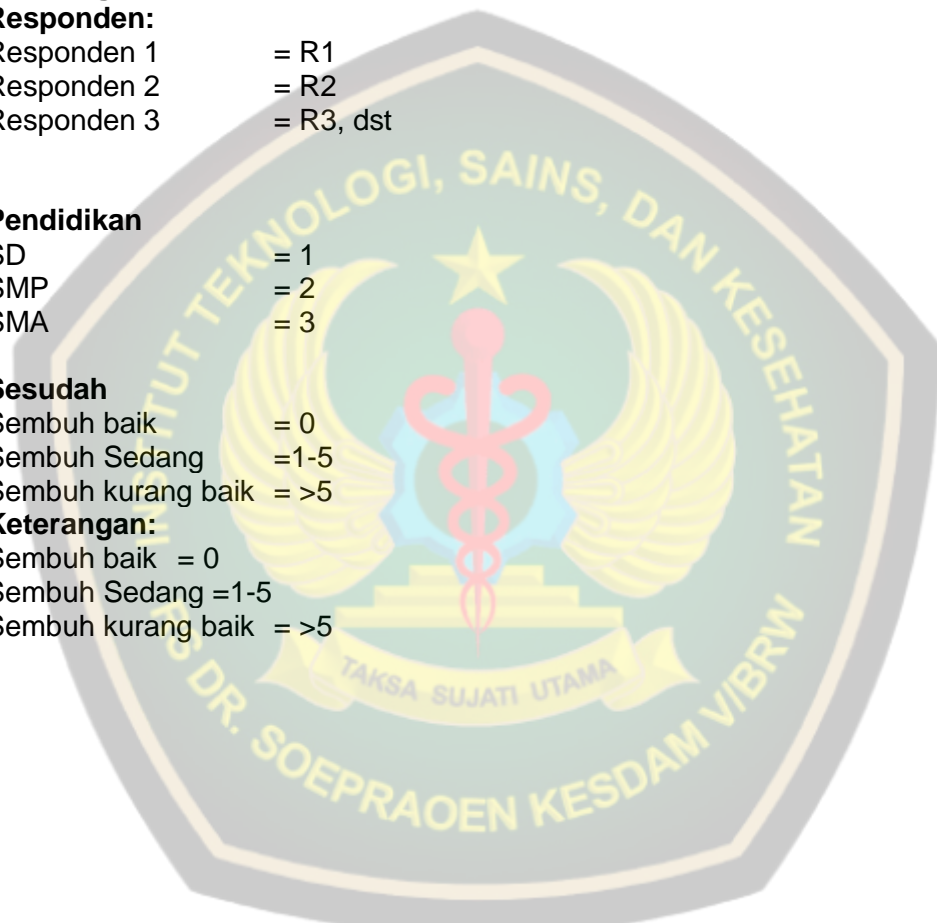 Responden:
Responden 1 = R1
Responden 2 = R2
Responden 3 = R3, dst
Pendidikan
SD = 1
SMP = 2
SMA = 3
Sesudah
Sembuh baik = 0
Sembuh Sedang =1-5
Sembuh kurang baik = >5
Keterangan:
Sembuh baik = 0
Sembuh Sedang =1-5
Sembuh kurang baik = >5
INSTITUT TEKNOLOGI, SAINS, DAN KESEHATAN
TAKSA SUJATI UTAMA
RS DR. SOEPRAOEN KESDAM V/BRW